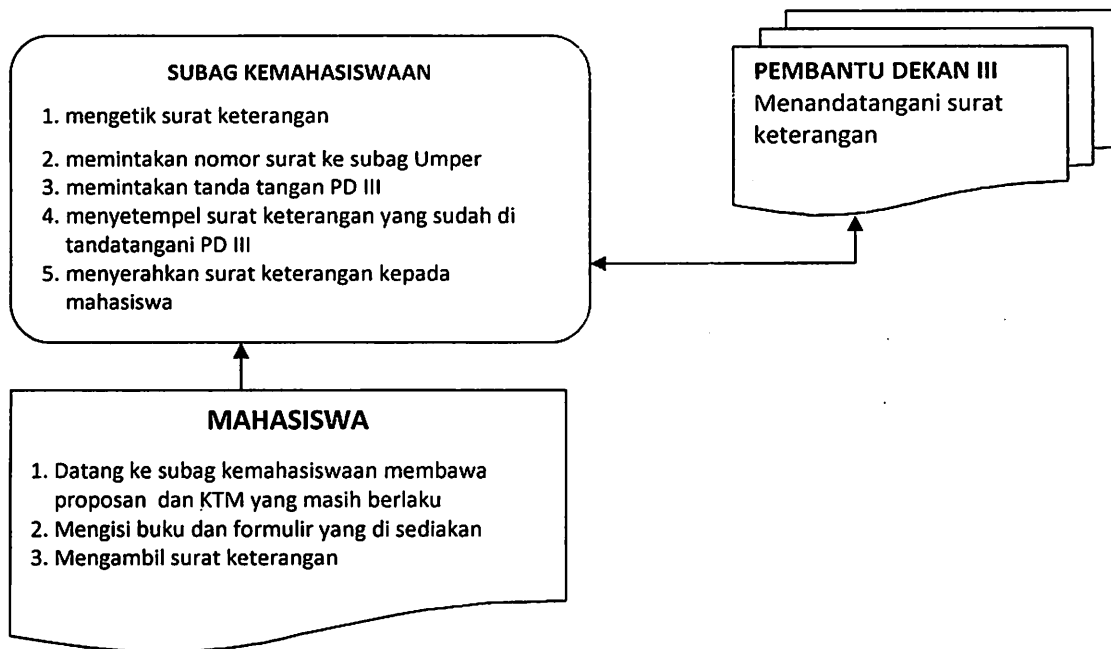 SUBAG KEMAHASISWAAN
1. mengetik surat keterangan
2. memintakan nomor surat ke subag Umper
3. memintakan tanda tangan PD III
4. menyetempel surat keterangan yang sudah di
tandatangani PD III
5. menyerahkan surat keterangan kepada
mahasiswa
PEMBANTU DEKAN III
Menandatangani surat
keterangan
MAHASISWA
1. Datang ke subag kemahasiswaan membawa
proposan dan KTM yang masih berlaku
2. Mengisi buku dan formulir yang di sediakan
3. Mengambil surat keterangan